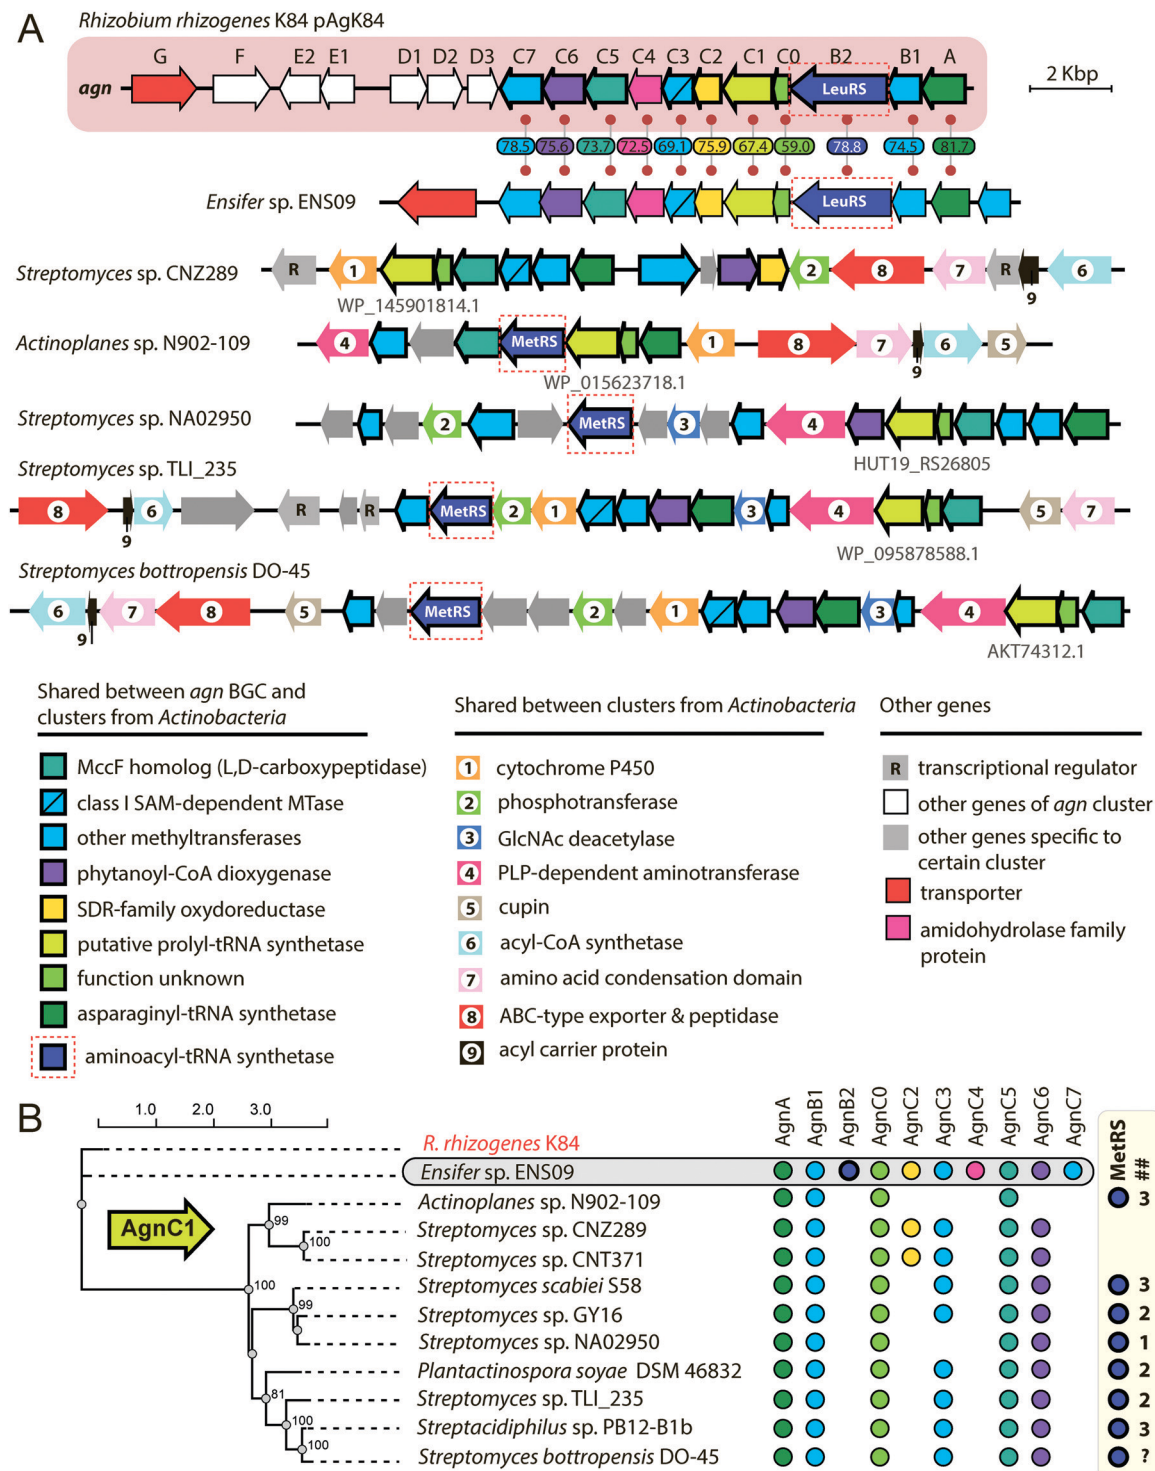 A
Rhizobium rhizogenes K84 pAgK84
G F E2 E1 D1 D2 D3 C7 C6 C5 C4 C3 C2 C1 C0 B2 B1 A
agn
LeuRS
2 Kbp
78.5 75.6 73.7 72.5 69.1 75.9 67.4 59.0 78.8 74.5 81.7
Ensifer sp. ENS09
LeuRS
Streptomyces sp. CNZ289
R 1 2 8 7 R 6
9
WP_145901814.1
Actinoplanes sp. N902-109
4 MetRS 1 8 7 6 5
9
WP_015623718.1
Streptomyces sp. NA02950
2 MetRS 3 4
HUT19_RS26805
Streptomyces sp. TLI_235
8 6 R R MetRS 2 1 3 4 5 7
9
WP_095878588.1
Streptomyces bottropensis DO-45
6 7 8 5 MetRS 2 1 3 4
9
AKT74312.1
Shared between agn BGC and
clusters from Actinobacteria
MccF homolog (L,D-carboxypeptidase)
class I SAM-dependent MTase
other methyltransferases
phytanoyl-CoA dioxygenase
SDR-family oxydoreductase
putative prolyl-tRNA synthetase
function unknown
asparaginyl-tRNA synthetase
aminoacyl-tRNA synthetase
Shared between clusters from Actinobacteria
1 cytochrome P450
2 phosphotransferase
3 GlcNAc deacetylase
4 PLP-dependent aminotransferase
5 cupin
6 acyl-CoA synthetase
7 amino acid condensation domain
8 ABC-type exporter & peptidase
9 acyl carrier protein
Other genes
R transcriptional regulator
other genes of agn cluster
other genes specific to
certain cluster
transporter
amidohydrolase family
protein
B
1.0 2.0 3.0
AgnA AgnB1 AgnB2 AgnC0 AgnC2 AgnC3 AgnC4 AgnC5 AgnC6 AgnC7 MetRS ##
R. rhizogenes K84
Ensifer sp. ENS09
Actinoplanes sp. N902-109 3
AgnC1
99
Streptomyces sp. CNZ289
100
Streptomyces sp. CNT371
100
Streptomyces scabiei S58 3
99
Streptomyces sp. GY16 2
Streptomyces sp. NA02950 1
Plantactinospora soyae DSM 46832 2
81
Streptomyces sp. TLI_235 2
100
Streptacidiphilus sp. PB12-B1b 3
100
Streptomyces bottropensis DO-45 ?